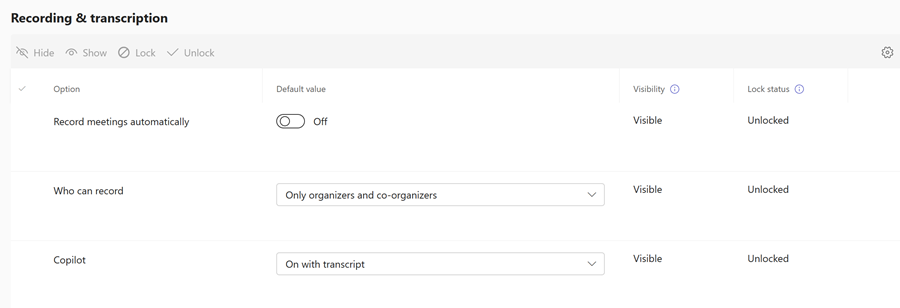 Recording & transcription
Hide Show Lock Unlock
Option Default value Visibility Lock status
Record meetings automatically Off Visible Unlocked
Who can record Only organizers and co-organizers Visible Unlocked
Copilot On with transcript Visible Unlocked